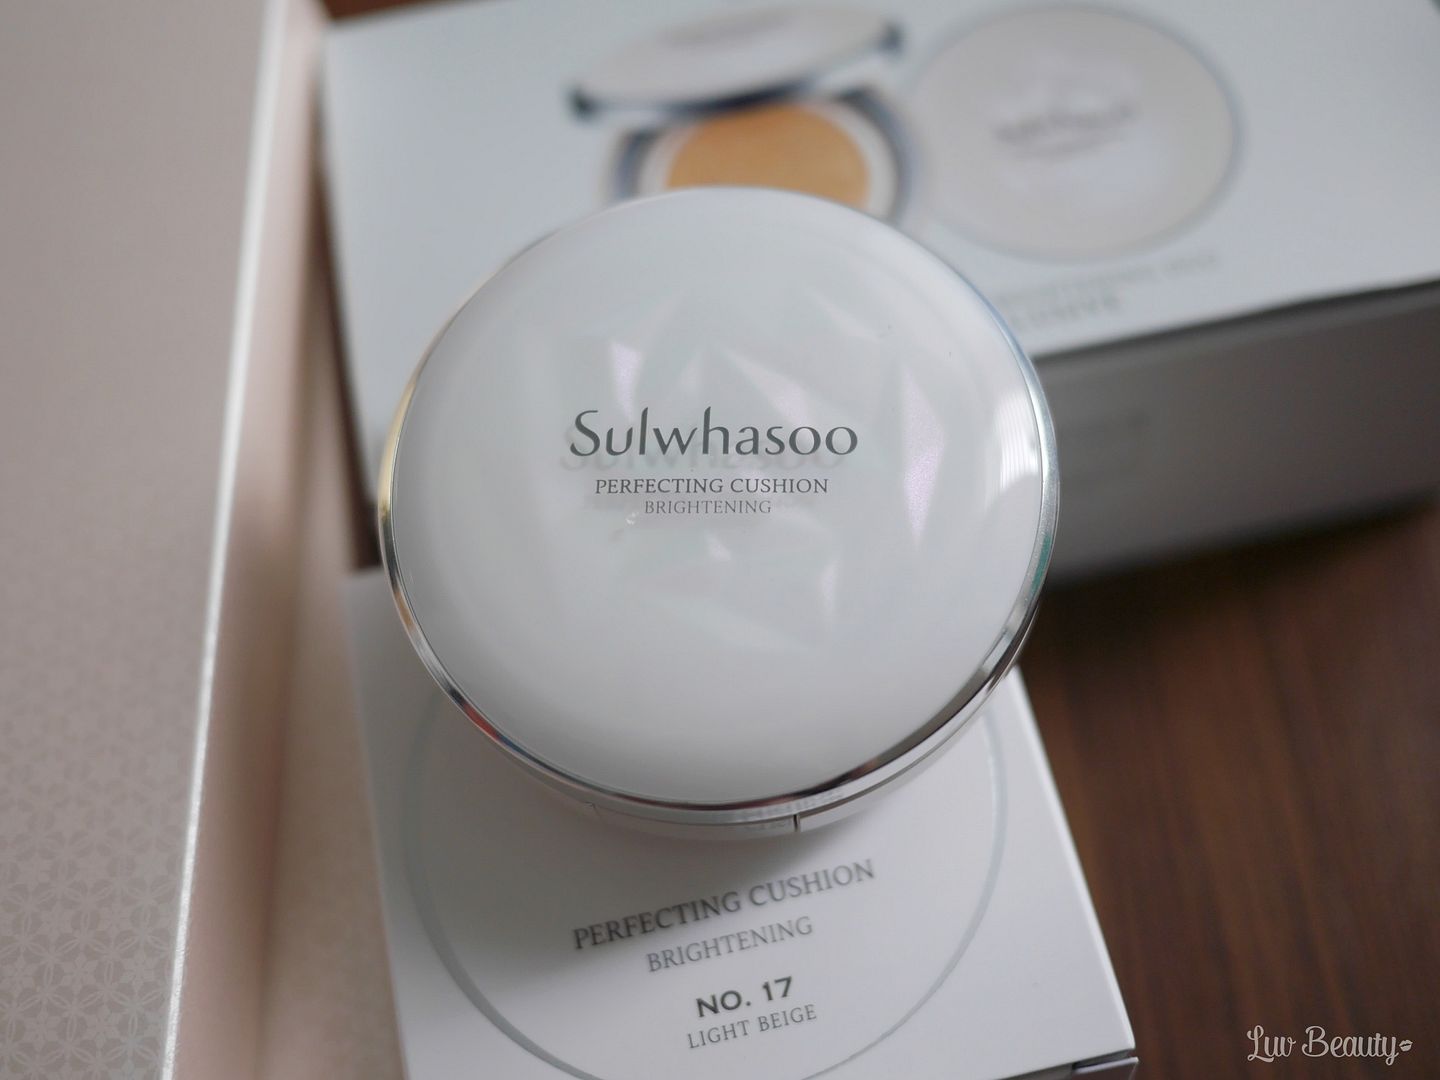 Sulwhasoo
PERFECTING CUSHION
BRIGHTENING
PERFECTING CUSHION
BRIGHTENING
NO. 17
LIGHT BEIGE
Luv Beauty